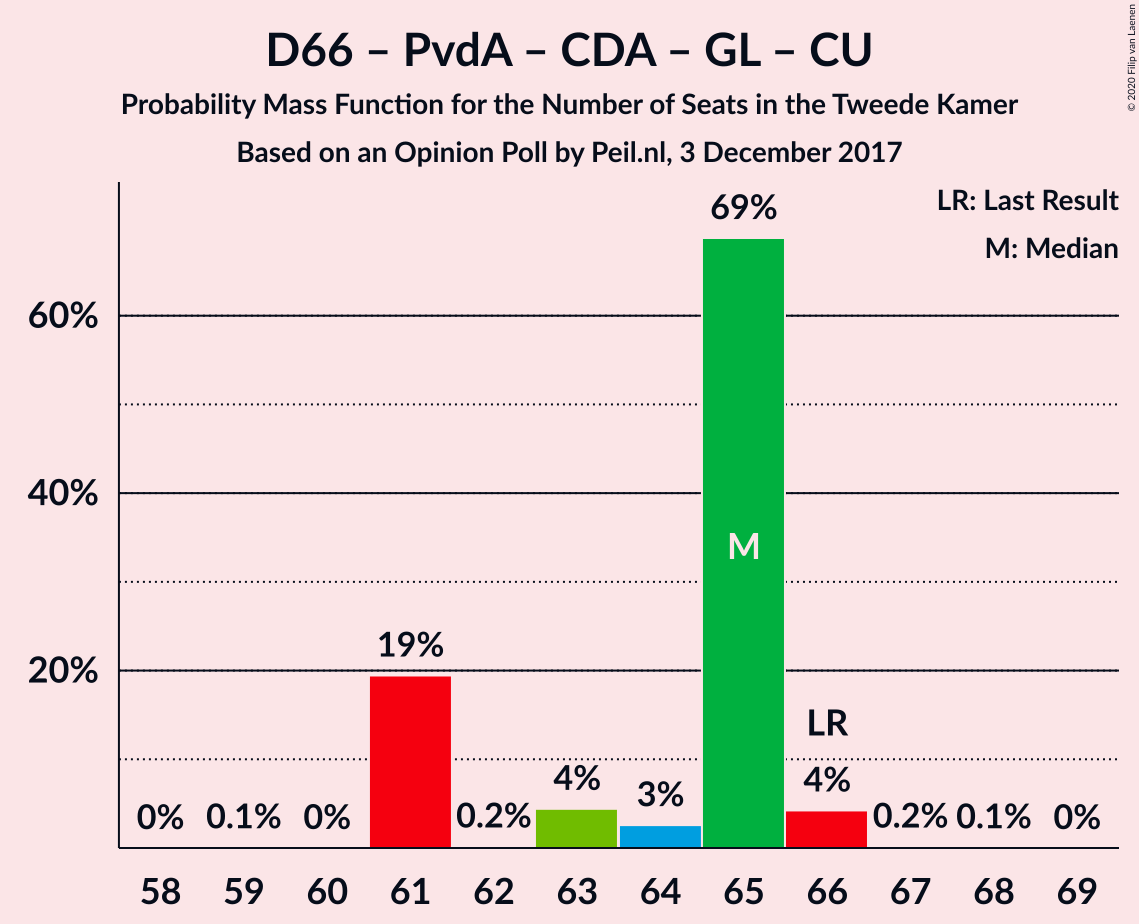 D66 – PvdA – CDA – GL – CU
Probability Mass Function for the Number of Seats in the Tweede Kamer
Based on an Opinion Poll by Peil.nl, 3 December 2017
© 2020 Filip van Laenen
LR: Last Result
M: Median
60%
40%
20%
0%
0.1%
0%
19%
0.2%
4%
3%
69%
M
LR
4%
0.2%
0.1%
0%
58 59 60 61 62 63 64 65 66 67 68 69